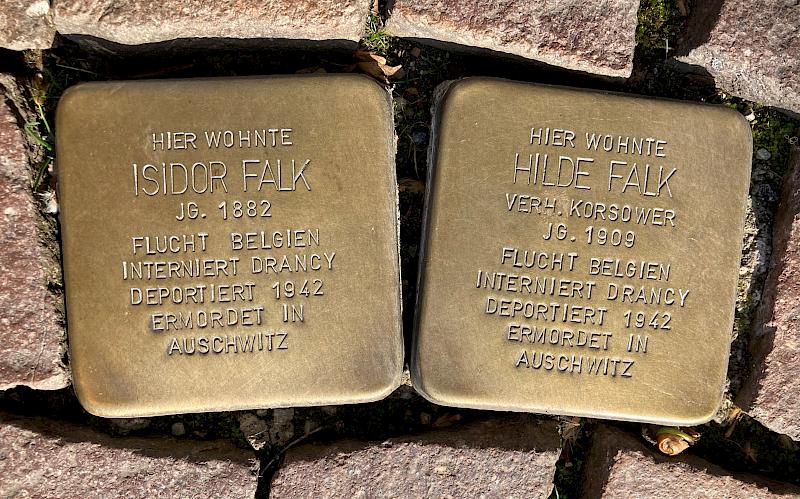 HIER WOHNTE
ISIDOR FALK
JG. 1882
FLUCHT BELGIEN
INTERNIERT DRANCY
DEPORTIERT 1942
ERMORDET IN
AUSCHWITZ
HIER WOHNTE
HILDE FALK
VERH. KORSOWER
JG. 1909
FLUCHT BELGIEN
INTERNIERT DRANCY
DEPORTIERT 1942
ERMORDET IN
AUSCHWITZ